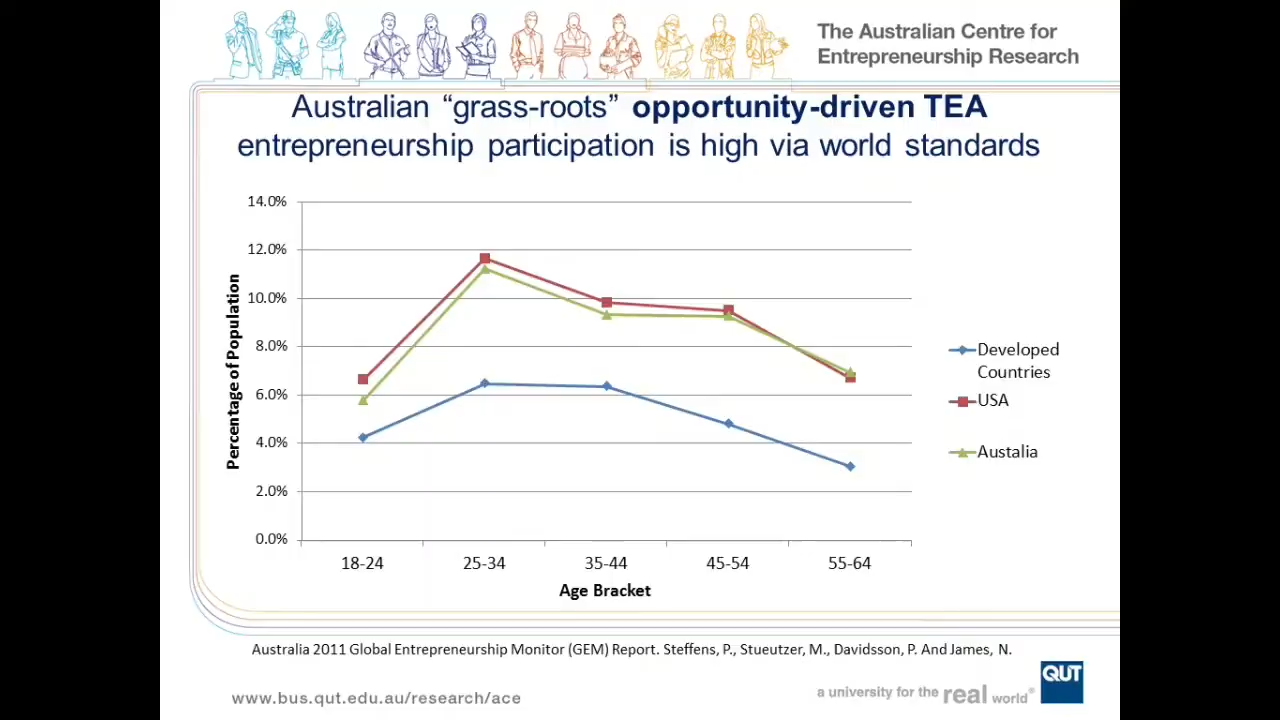 The Australian Centre for
Entrepreneurship Research
Australian “grass-roots” opportunity-driven TEA
entrepreneurship participation is high via world standards
14.0%
12.0%
10.0%
8.0%
6.0%
4.0%
2.0%
0.0%
Percentage of Population
18-24 25-34 35-44 45-54 55-64
Age Bracket
Developed
Countries
USA
Austalia
Australia 2011 Global Entrepreneurship Monitor (GEM) Report. Steffens, P., Stueutzer, M., Davidsson, P. And James, N.
www.bus.qut.edu.au/research/ace
a university for the real world®
QUT